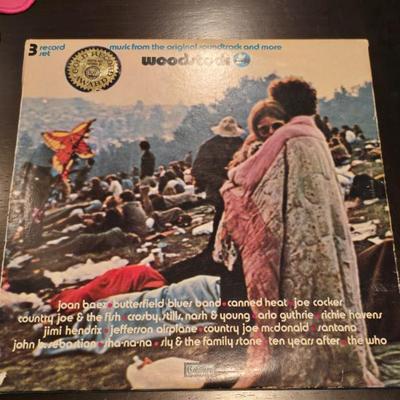 3 record set
music from the original soundtrack and more
woodstock
joan baez • butterfield blues band • canned heat • joe cocker
country joe & the fish • crosby, stills, nash & young • arlo guthrie • richie havens
jimi hendrix • jefferson airplane • country joe mcdonald • santana
john b. sebastian • sha-na-na • sly & the family stone • ten years after • the who